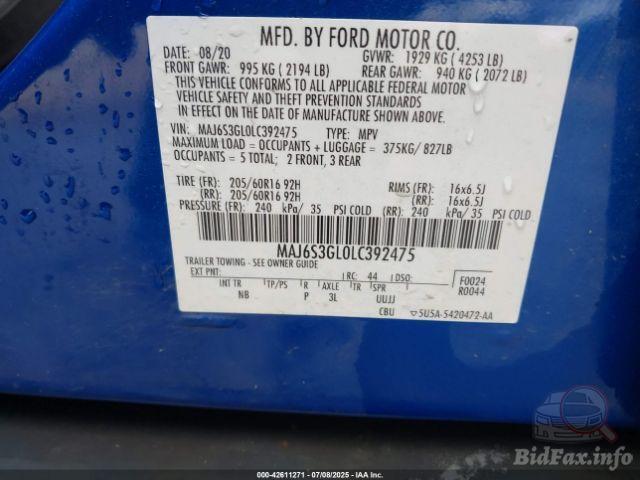 MFD. BY FORD MOTOR CO.
DATE: 08/20 GVWR: 1929 KG ( 4253 LB)
FRONT GAWR: 995 KG ( 2194 LB) REAR GAWR: 940 KG ( 2072 LB)
THIS VEHICLE CONFORMS TO ALL APPLICABLE FEDERAL MOTOR
VEHICLE SAFETY AND THEFT PREVENTION STANDARDS
IN EFFECT ON THE DATE OF MANUFACTURE SHOWN ABOVE.
VIN: MAJ6S3GL0LC392475 TYPE: MPV
MAXIMUM LOAD = OCCUPANTS + LUGGAGE = 375KG/ 827LB
OCCUPANTS = 5 TOTAL; 2 FRONT, 3 REAR
TIRE (FR): 205/60R16 92H RIMS (FR): 16x6.5J
(RR): 205/60R16 92H (RR): 16x6.5J
PRESSURE (FR): 240 kPa/ 35 PSI COLD (RR): 240 kPa/ 35 PSI COLD
MAJ6S3GL0LC392475
TRAILER TOWING - SEE OWNER GUIDE
EXT PNT: RC: 44 DSO: F0024
INT TR TP/PS R AXLE TR SPR R0044
NB P 3L UUJJ
CBU ▽5U5A-5420472-AA
BidFax.info
000-42611271 - 07/08/2025 - IAA Inc.